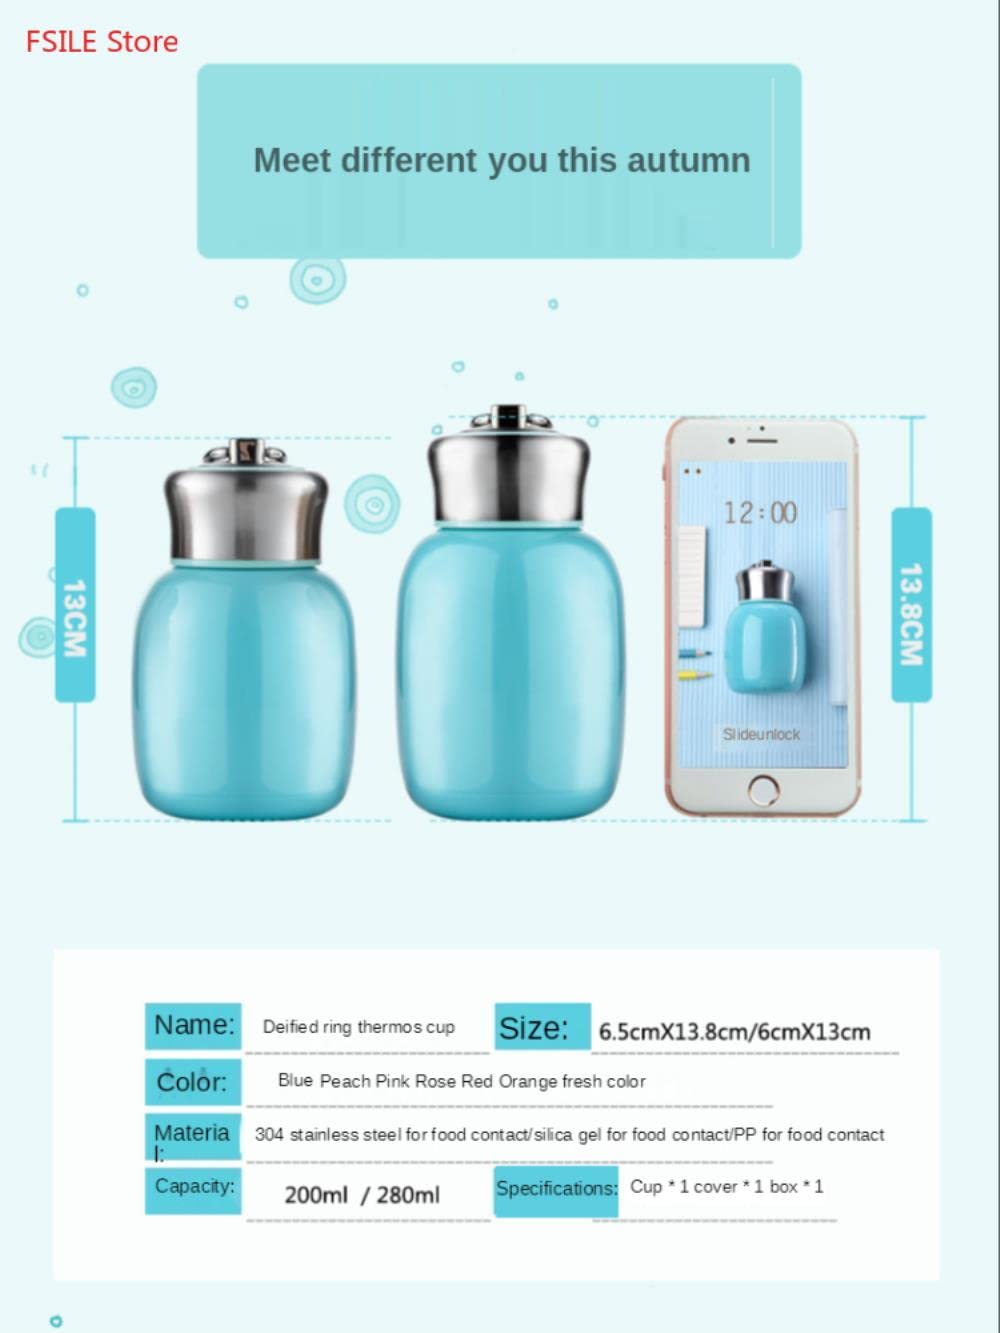 FSILE Store
Meet different you this autumn
13CM
12:00
Slideunlock
13.8CM
Name: Deified ring thermos cup Size: 6.5cmX13.8cm/6cmX13cm
Color: Blue Peach Pink Rose Red Orange fresh color
Materia
l: 304 stainless steel for food contact/silica gel for food contact/PP for food contact
Capacity: 200ml / 280ml Specifications: Cup * 1 cover * 1 box * 1